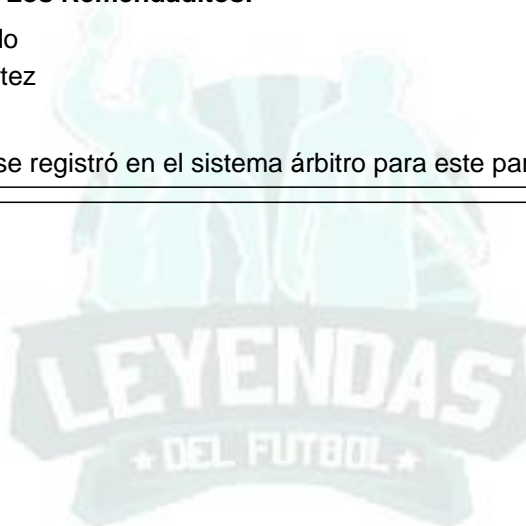 Los Remendaditos:
lo
tez
se registró en el sistema árbitro para este par
LEYENDAS
★ DEL FUTBOL ★